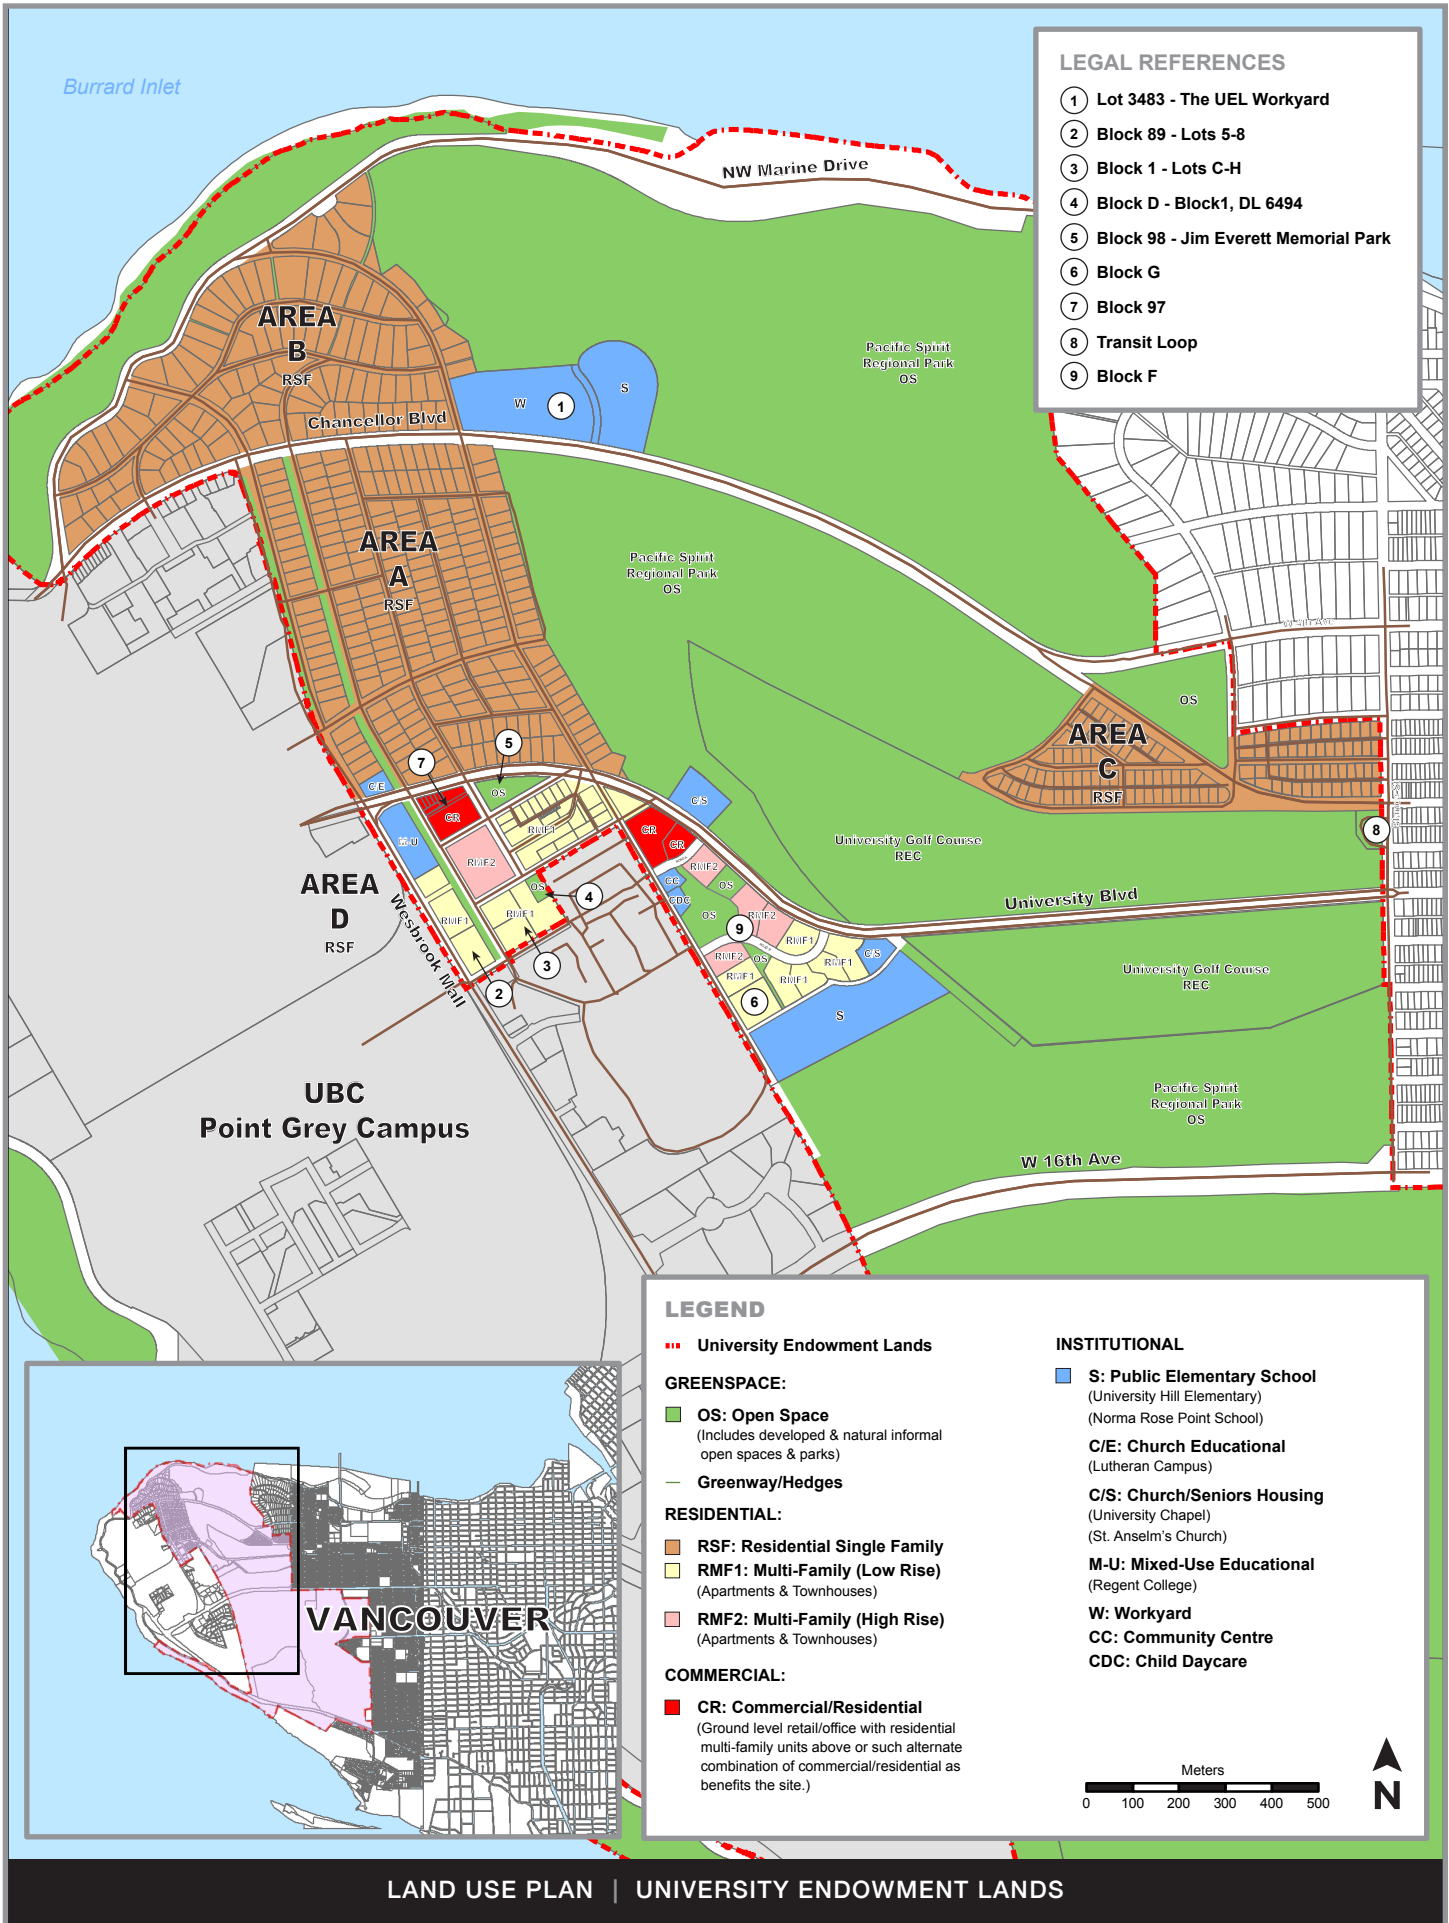 Burrard Inlet
LEGAL REFERENCES
1 Lot 3483 - The UEL Workyard
2 Block 89 - Lots 5-8
3 Block 1 - Lots C-H
4 Block D - Block1, DL 6494
5 Block 98 - Jim Everett Memorial Park
6 Block G
7 Block 97
8 Transit Loop
9 Block F
NW Marine Drive
AREA
B
RSF
Chancellor Blvd
W
1
S
Pacific Spirit
Regional Park
OS
AREA
A
RSF
Pacific Spirit
Regional Park
OS
W 4th Ave
OS
AREA
C
RSF
5
7
C/E
OS
CR
M-U
RMF1
RMF2
C/S
CR
CR
RMF2
University Golf Course
REC
8
AREA
D
RSF
OS
4
RMF1
RMF1
CC
CDC
OS
OS
RMF2
9
University Blvd
Wesbrook Mall
3
2
RMF1
RMF1
C/S
RMF2
OS
RMF1
RMF1
6
S
University Golf Course
REC
UBC
Point Grey Campus
Pacific Spirit
Regional Park
OS
W 16th Ave
LEGEND
University Endowment Lands
GREENSPACE:
OS: Open Space
(Includes developed & natural informal
open spaces & parks)
Greenway/Hedges
RESIDENTIAL:
RSF: Residential Single Family
RMF1: Multi-Family (Low Rise)
(Apartments & Townhouses)
RMF2: Multi-Family (High Rise)
(Apartments & Townhouses)
COMMERCIAL:
CR: Commercial/Residential
(Ground level retail/office with residential
multi-family units above or such alternate
combination of commercial/residential as
benefits the site.)
INSTITUTIONAL
S: Public Elementary School
(University Hill Elementary)
(Norma Rose Point School)
C/E: Church Educational
(Lutheran Campus)
C/S: Church/Seniors Housing
(University Chapel)
(St. Anselm's Church)
M-U: Mixed-Use Educational
(Regent College)
W: Workyard
CC: Community Centre
CDC: Child Daycare
Meters
0 100 200 300 400 500
N
VANCOUVER
LAND USE PLAN | UNIVERSITY ENDOWMENT LANDS